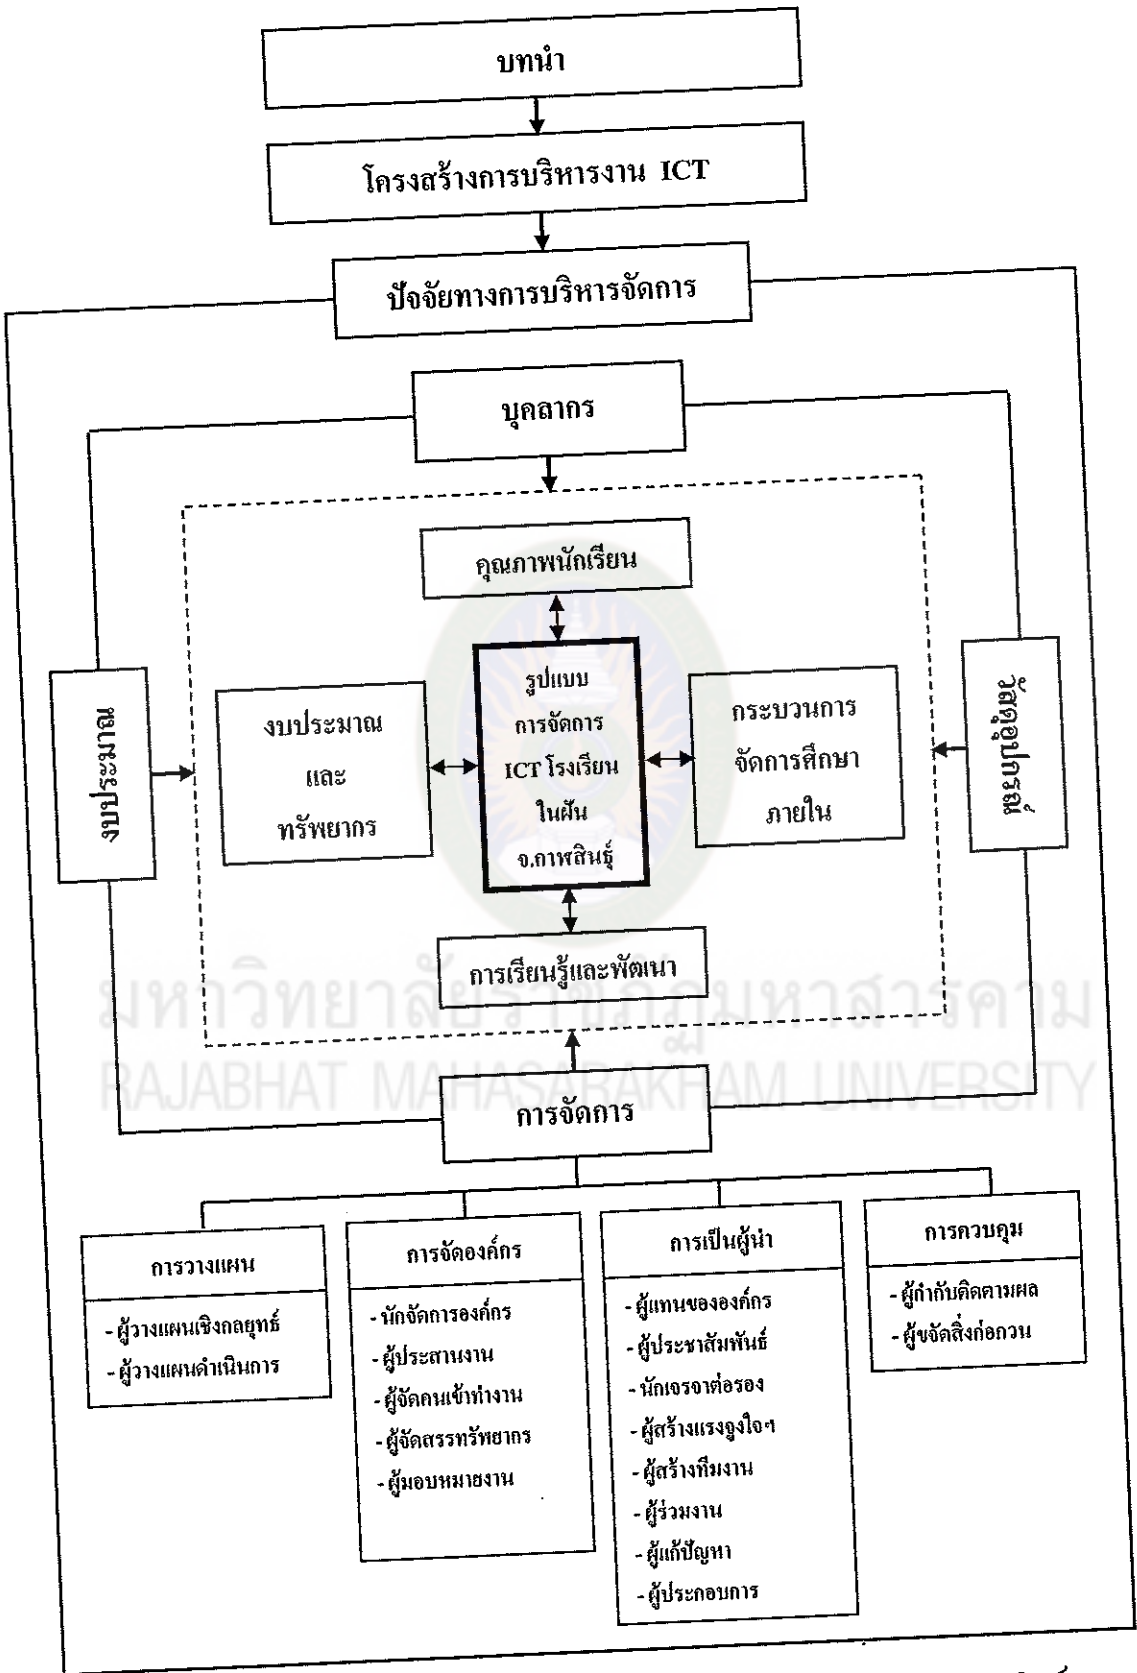 บทนำ
โครงสร้างการบริหารงาน ICT
ปัจจัยทางการบริหารจัดการ
บุคลากร
คุณภาพนักเรียน
งบประมาณ
งบประมาณ
และ
ทรัพยากร
รูปแบบ
การจัดการ
ICT โรงเรียน
ในฝัน
จ.กาฬสินธุ์
กระบวนการ
จัดการศึกษา
ภายใน
วัสดุอุปกรณ์
การเรียนรู้และพัฒนา
มหาวิทยาลัยราชภัฏมหาสารคาม
RAJABHAT MAHASARAKHAM UNIVERSITY
การจัดการ
การวางแผน
-ผู้วางแผนเชิงกลยุทธ์
-ผู้วางแผนดำเนินการ
การจัดองค์กร
-นักจัดการองค์กร
-ผู้ประสานงาน
-ผู้จัดคนเข้าทำงาน
-ผู้จัดสรรทรัพยากร
-ผู้มอบหมายงาน
การเป็นผู้นำ
-ผู้แทนขององค์กร
-ผู้ประชาสัมพันธ์
-นักเจรจาต่อรอง
-ผู้สร้างแรงจูงใจฯ
-ผู้สร้างทีมงาน
-ผู้ร่วมงาน
-ผู้แก้ปัญหา
-ผู้ประกอบการ
การควบคุม
-ผู้กำกับติดตามผล
-ผู้ขจัดสิ่งก่อกวน